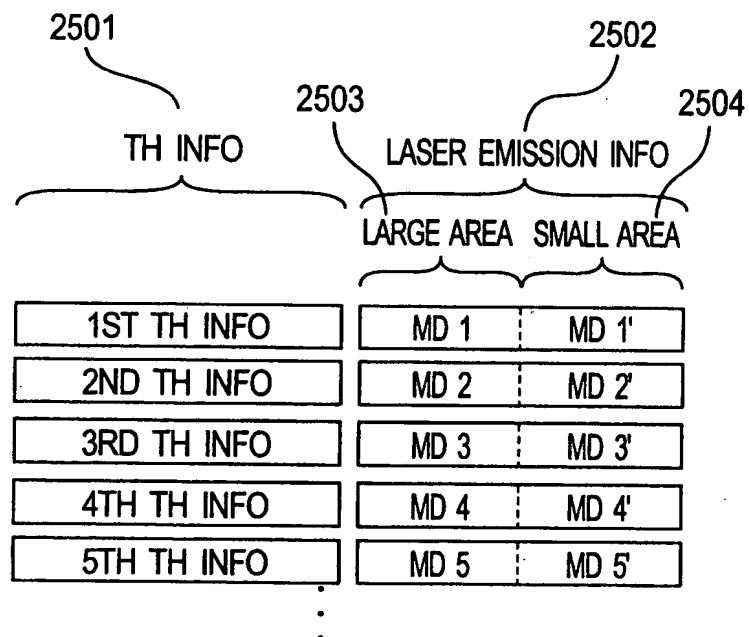 2501
2502
2503
2504
TH INFO
LASER EMISSION INFO
LARGE AREA SMALL AREA
1ST TH INFO MD 1 MD 1'
2ND TH INFO MD 2 MD 2'
3RD TH INFO MD 3 MD 3'
4TH TH INFO MD 4 MD 4'
5TH TH INFO MD 5 MD 5'